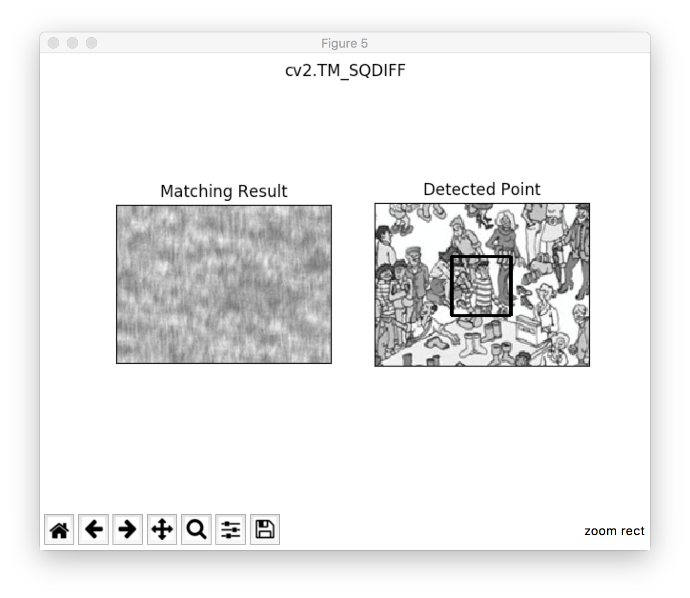 Figure 5
cv2.TM_SQDIFF
Matching Result
Detected Point
zoom rect